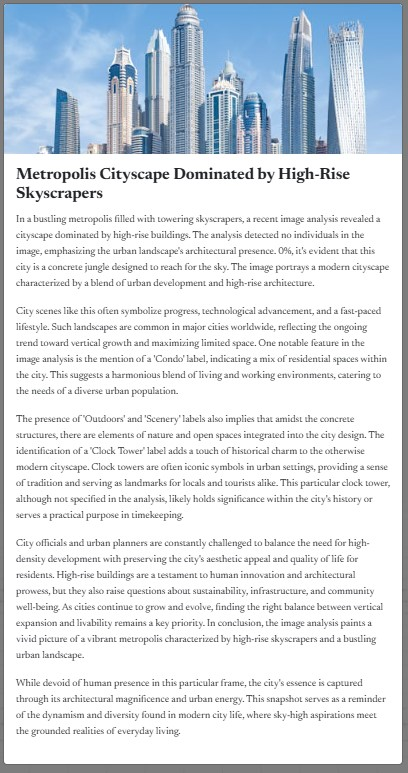 Metropolis Cityscape Dominated by High-Rise
Skyscrapers
In a bustling metropolis filled with towering skyscrapers, a recent image analysis revealed a
cityscape dominated by high-rise buildings. The analysis detected no individuals in the
image, emphasizing the urban landscape's architectural presence. 0%, it's evident that this
city is a concrete jungle designed to reach for the sky. The image portrays a modern cityscape
characterized by a blend of urban development and high-rise architecture.
City scenes like this often symbolize progress, technological advancement, and a fast-paced
lifestyle. Such landscapes are common in major cities worldwide, reflecting the ongoing
trend toward vertical growth and maximizing limited space. One notable feature in the
image analysis is the mention of a 'Condo' label, indicating a mix of residential spaces within
the city. This suggests a harmonious blend of living and working environments, catering to
the needs of a diverse urban population.
The presence of 'Outdoors' and 'Scenery' labels also implies that amidst the concrete
structures, there are elements of nature and open spaces integrated into the city design. The
identification of a 'Clock Tower' label adds a touch of historical charm to the otherwise
modern cityscape. Clock towers are often iconic symbols in urban settings, providing a sense
of tradition and serving as landmarks for locals and tourists alike. This particular clock tower,
although not specified in the analysis, likely holds significance within the city's history or
serves a practical purpose in timekeeping.
City officials and urban planners are constantly challenged to balance the need for high-
density development with preserving the city's aesthetic appeal and quality of life for
residents. High-rise buildings are a testament to human innovation and architectural
prowess, but they also raise questions about sustainability, infrastructure, and community
well-being. As cities continue to grow and evolve, finding the right balance between vertical
expansion and livability remains a key priority. In conclusion, the image analysis paints a
vivid picture of a vibrant metropolis characterized by high-rise skyscrapers and a bustling
urban landscape.
While devoid of human presence in this particular frame, the city's essence is captured
through its architectural magnificence and urban energy. This snapshot serves as a reminder
of the dynamism and diversity found in modern city life, where sky-high aspirations meet
the grounded realities of everyday living.